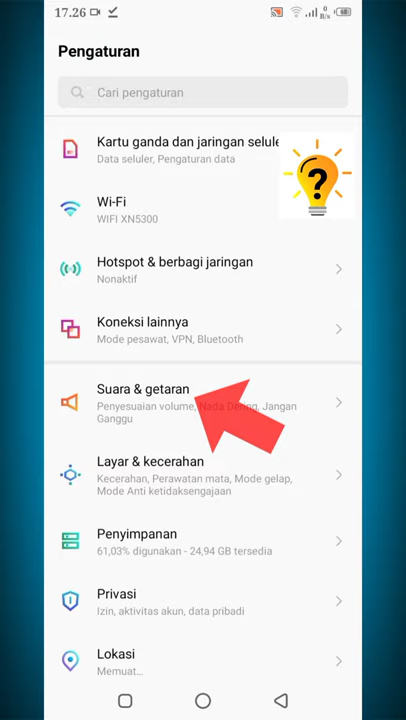 17.26
0
B/s
48
Pengaturan
Cari pengaturan
Kartu ganda dan jaringan selule
Data seluler, Pengaturan data
?
Wi-Fi
WIFI XN5300
Hotspot & berbagi jaringan
Nonaktif
Koneksi lainnya
Mode pesawat, VPN, Bluetooth
Suara & getaran
Penyesuaian volume, Nada Dering, Jangan
Ganggu
Layar & kecerahan
Kecerahan, Perawatan mata, Mode gelap,
Mode Anti ketidaksengajaan
Penyimpanan
61,03% digunakan - 24,94 GB tersedia
Privasi
Izin, aktivitas akun, data pribadi
Lokasi
Memuat...